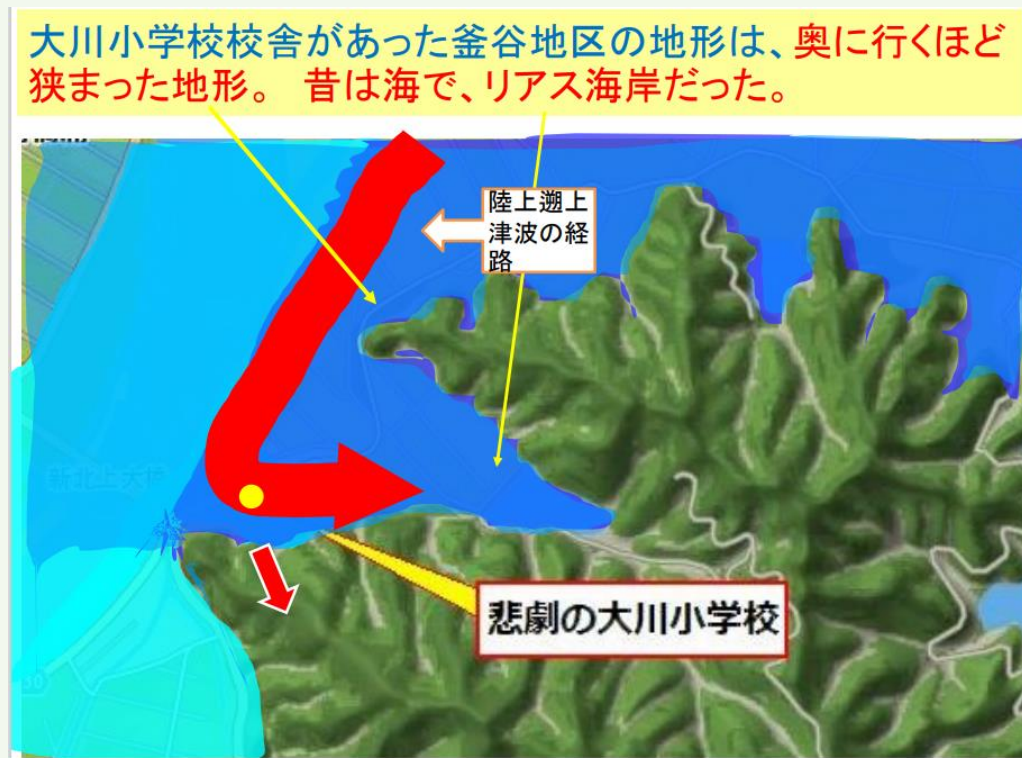 大川小学校校舎があった釜谷地区の地形は、奥に行くほど
狭まった地形。　昔は海で、リアス海岸だった。
陸上遡上
津波の経
路
新北上大橋
悲劇の大川小学校
30